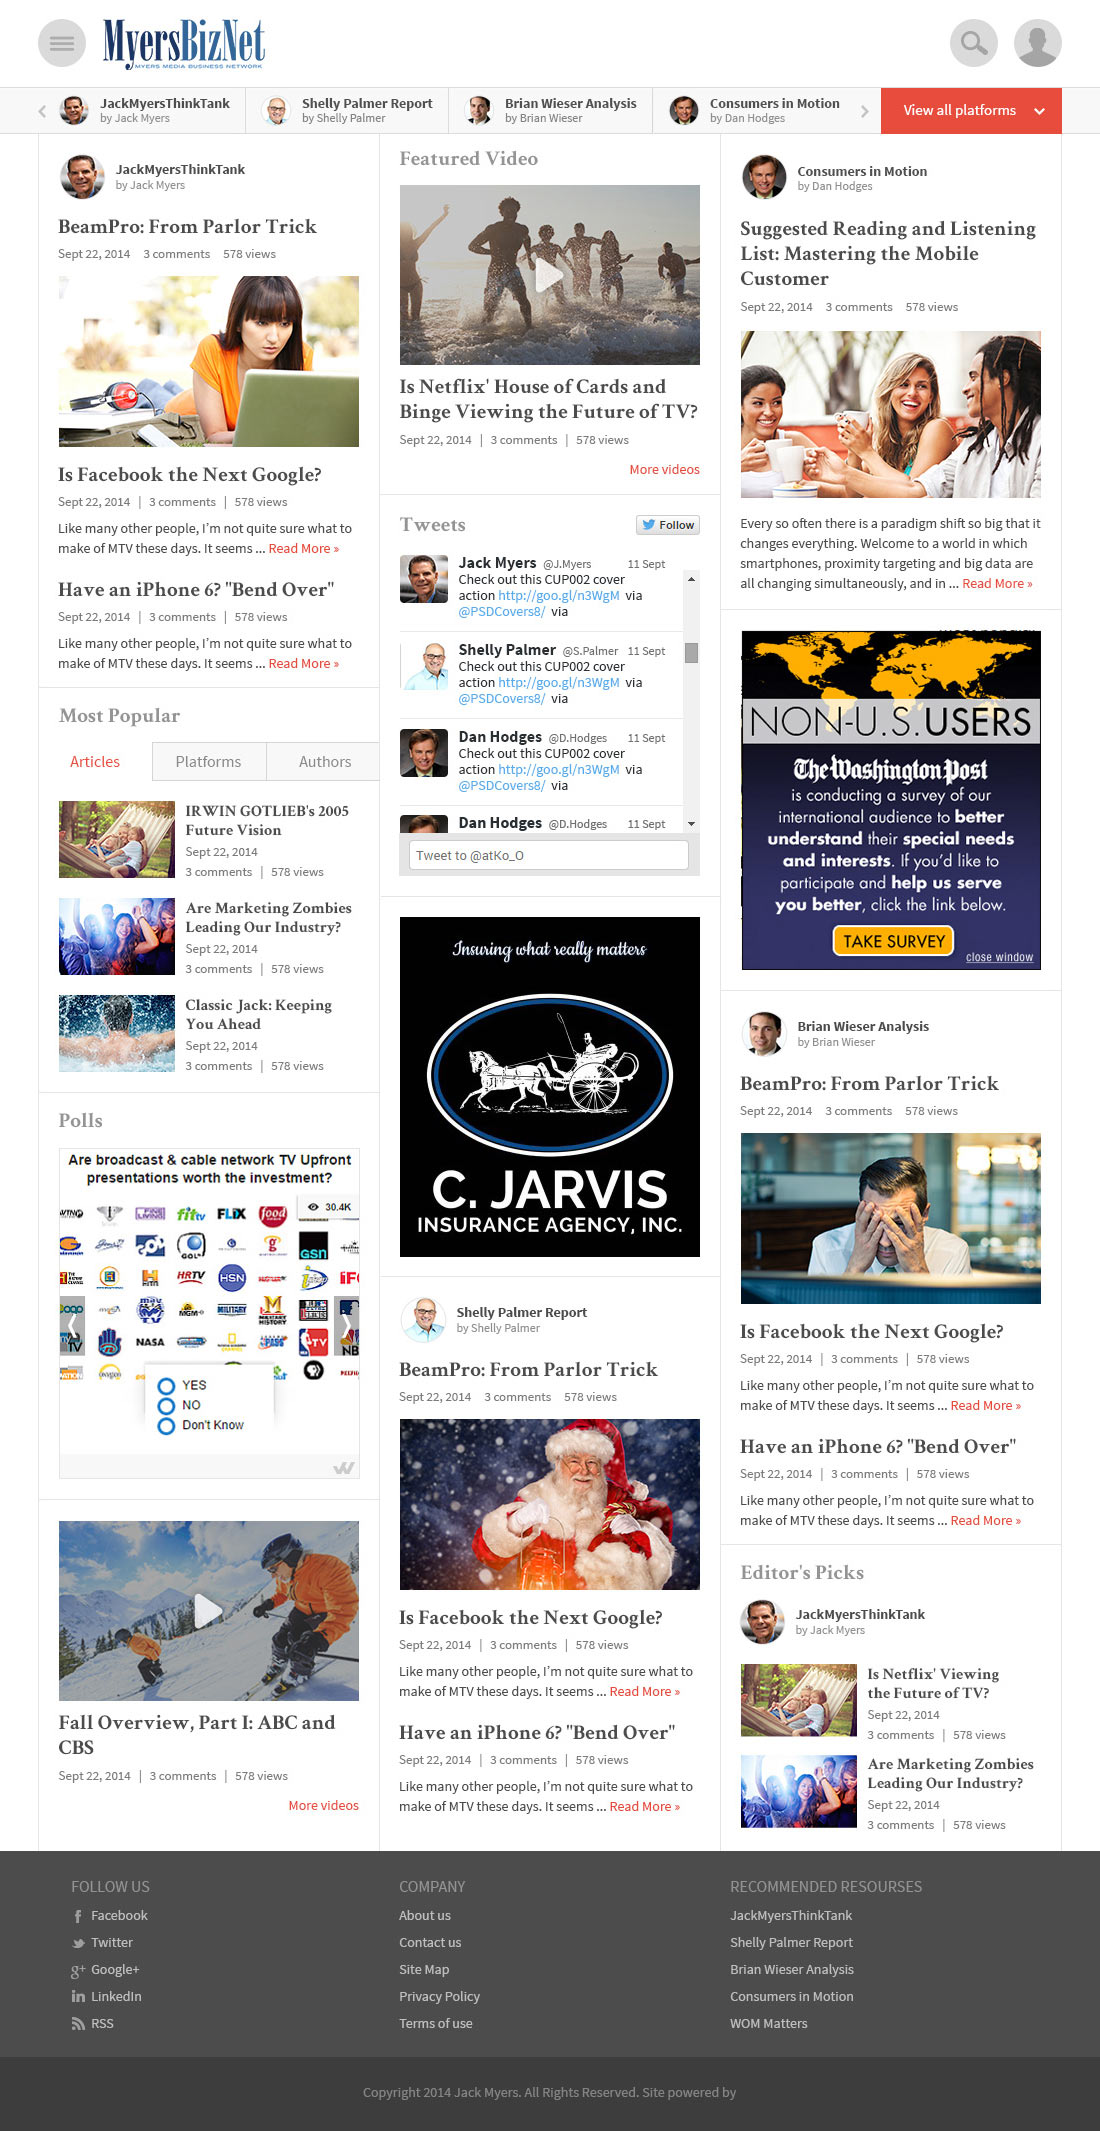 MyersBizNet
MYERS MEDIA BUSINESS NETWORK
JackMyersThinkTank
by Jack Myers
Shelly Palmer Report
by Shelly Palmer
Brian Wieser Analysis
by Brian Wieser
Consumers in Motion
by Dan Hodges
View all platforms
JackMyersThinkTank
by Jack Myers
BeamPro: From Parlor Trick
Sept 22, 2014 3 comments 578 views
Is Facebook the Next Google?
Sept 22, 2014 | 3 comments | 578 views
Like many other people, I'm not quite sure what to
make of MTV these days. It seems ... Read More »
Have an iPhone 6? "Bend Over"
Sept 22, 2014 | 3 comments | 578 views
Like many other people, I'm not quite sure what to
make of MTV these days. It seems ... Read More »
Most Popular
Articles Platforms Authors
IRWIN GOTLIEB's 2005
Future Vision
Sept 22, 2014
3 comments | 578 views
Are Marketing Zombies
Leading Our Industry?
Sept 22, 2014
3 comments | 578 views
Classic Jack: Keeping
You Ahead
Sept 22, 2014
3 comments | 578 views
Polls
Are broadcast & cable network TV Upfront
presentations worth the investment?
30.4K
fittv FLiX food
GOL
GSN
H HRTV HSN iFC
MGM MILITARY MILITARY HISTORY
TV NASA PASS TV NB
YES
NO
Don't Know
Fall Overview, Part I: ABC and
CBS
Sept 22, 2014 | 3 comments | 578 views
More videos
Featured Video
Is Netflix' House of Cards and
Binge Viewing the Future of TV?
Sept 22, 2014 | 3 comments | 578 views
More videos
Tweets
Follow
Jack Myers @J.Myers 11 Sept
Check out this CUP002 cover
action http://goo.gl/n3WgM via
@PSDCovers8/ via
Shelly Palmer @S.Palmer 11 Sept
Check out this CUP002 cover
action http://goo.gl/n3WgM via
@PSDCovers8/ via
Dan Hodges @D.Hodges 11 Sept
Check out this CUP002 cover
action http://goo.gl/n3WgM via
@PSDCovers8/ via
Dan Hodges @D.Hodges 11 Sept
Tweet to @atKo_O
Insuring what really matters
C. JARVIS
INSURANCE AGENCY, INC.
Shelly Palmer Report
by Shelly Palmer
BeamPro: From Parlor Trick
Sept 22, 2014 3 comments 578 views
Is Facebook the Next Google?
Sept 22, 2014 | 3 comments | 578 views
Like many other people, I'm not quite sure what to
make of MTV these days. It seems ... Read More »
Have an iPhone 6? "Bend Over"
Sept 22, 2014 | 3 comments | 578 views
Like many other people, I'm not quite sure what to
make of MTV these days. It seems ... Read More »
Consumers in Motion
by Dan Hodges
Suggested Reading and Listening
List: Mastering the Mobile
Customer
Sept 22, 2014 3 comments 578 views
Every so often there is a paradigm shift so big that it
changes everything. Welcome to a world in which
smartphones, proximity targeting and big data are
all changing simultaneously, and in ... Read More »
NON-U.S. USERS
The Washington Post
is conducting a survey of our
international audience to better
understand their special needs
and interests. If you'd like to
participate and help us serve
you better, click the link below.
TAKE SURVEY
close window
Brian Wieser Analysis
by Brian Wieser
BeamPro: From Parlor Trick
Sept 22, 2014 3 comments 578 views
Is Facebook the Next Google?
Sept 22, 2014 | 3 comments | 578 views
Like many other people, I'm not quite sure what to
make of MTV these days. It seems ... Read More »
Have an iPhone 6? "Bend Over"
Sept 22, 2014 | 3 comments | 578 views
Like many other people, I'm not quite sure what to
make of MTV these days. It seems ... Read More »
Editor's Picks
JackMyersThinkTank
by Jack Myers
Is Netflix' Viewing
the Future of TV?
Sept 22, 2014
3 comments | 578 views
Are Marketing Zombies
Leading Our Industry?
Sept 22, 2014
3 comments | 578 views
FOLLOW US
Facebook
Twitter
Google+
LinkedIn
RSS
COMPANY
About us
Contact us
Site Map
Privacy Policy
Terms of use
RECOMMENDED RESOURSES
JackMyersThinkTank
Shelly Palmer Report
Brian Wieser Analysis
Consumers in Motion
WOM Matters
Copyright 2014 Jack Myers. All Rights Reserved. Site powered by